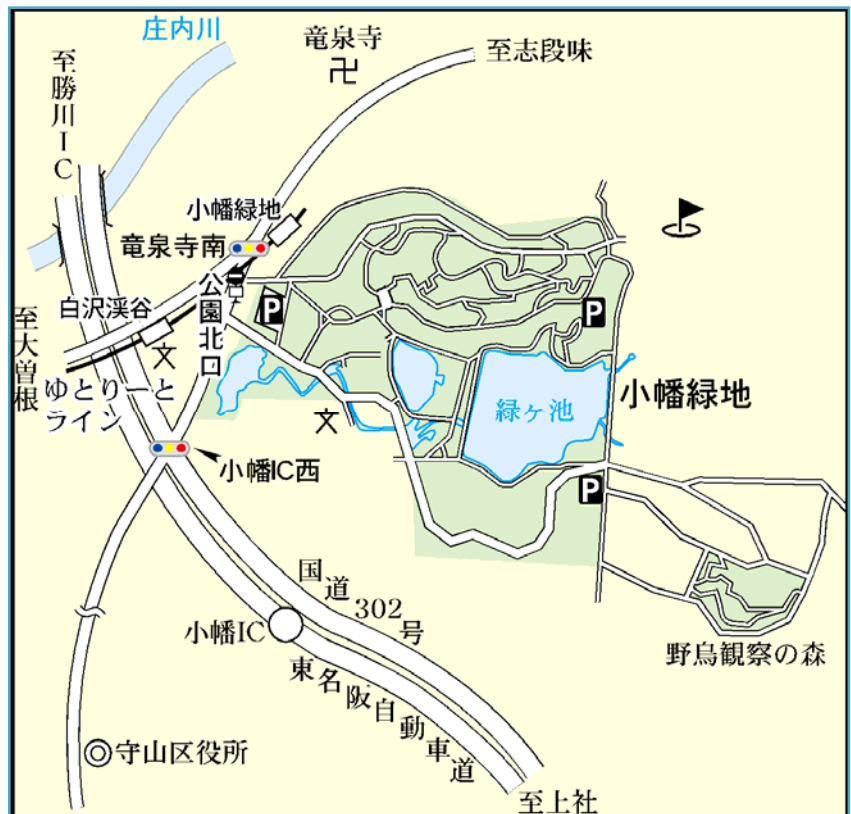 庄内川
竜泉寺
至志段味
至勝川IC
小幡緑地
竜泉寺南
公園北口
P
P
白沢渓谷
文
至大曽根
ゆとりーと
ライン
緑ヶ池
小幡緑地
文
小幡IC西
P
国道302号
小幡IC
東名阪自動車道
野鳥観察の森
守山区役所
至上社